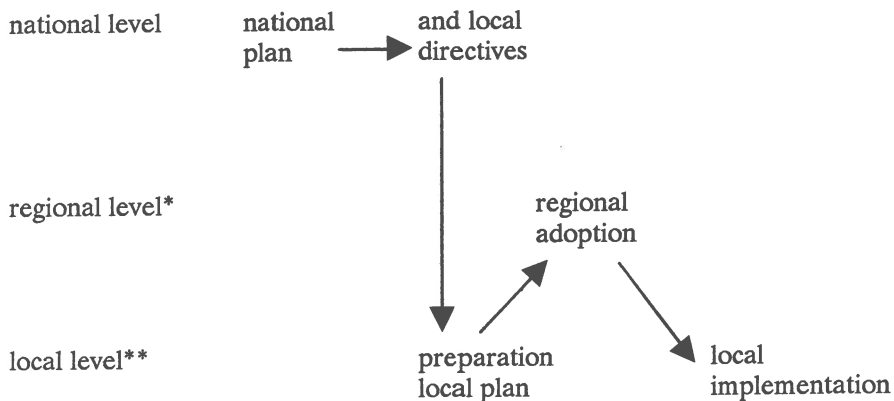 national level
national
plan
and local
directives
regional level*
regional
adoption
local level**
preparation
local plan
local
implementation